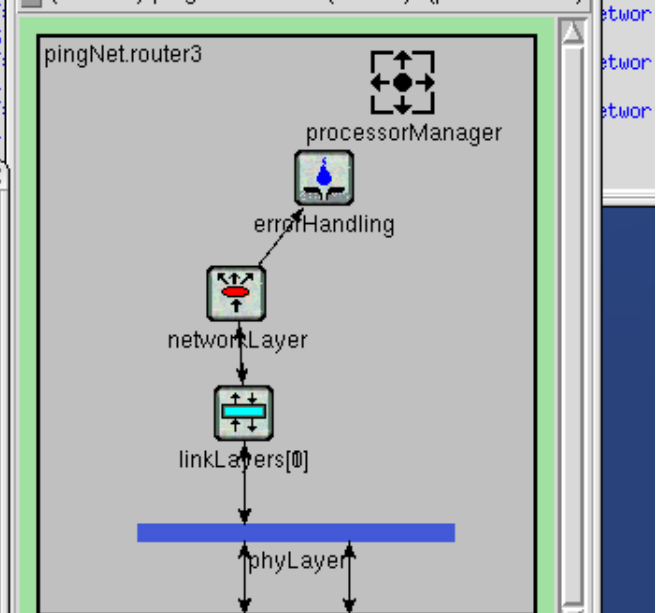 pingNet.router3
processorManager
errorHandling
networkLayer
linkLayers[0]
phyLayer
etwor
etwor
etwor